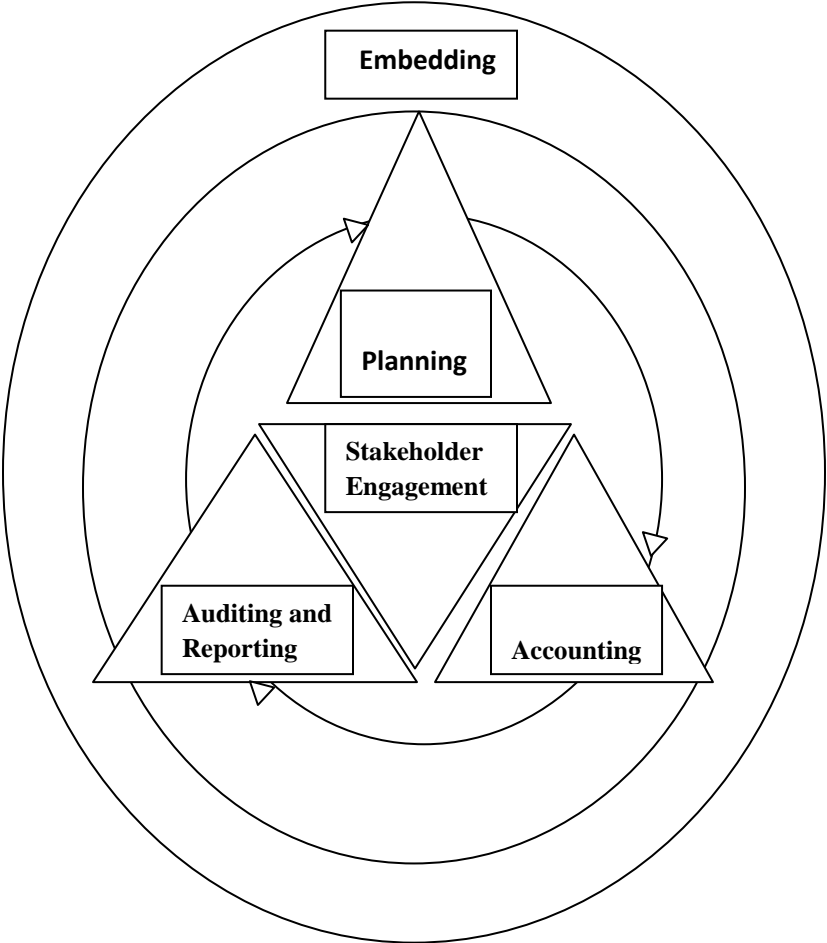 Embedding
Planning
Stakeholder
Engagement
Auditing and
Reporting
Accounting